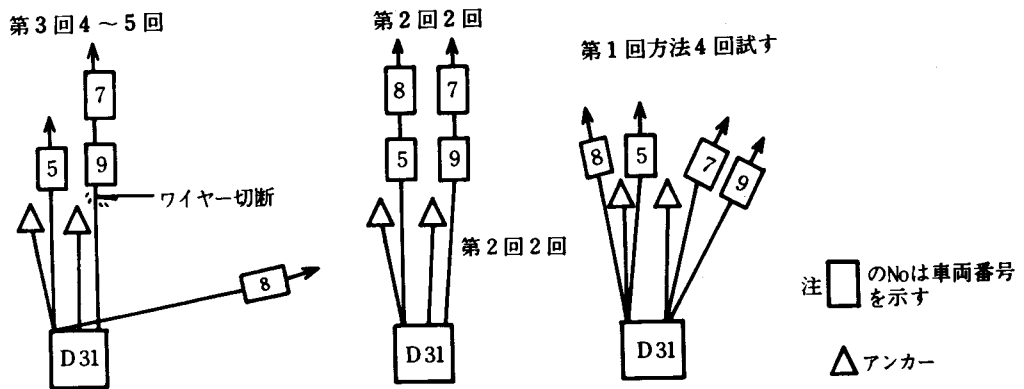 第3回4～5回
7
5
9
ワイヤー切断
8
D31
第2回2回
8
7
5
9
第2回2回
D31
第1回方法4回試す
8
5
7
9
D31
注 のNoは車両番号
を示す
アンカー